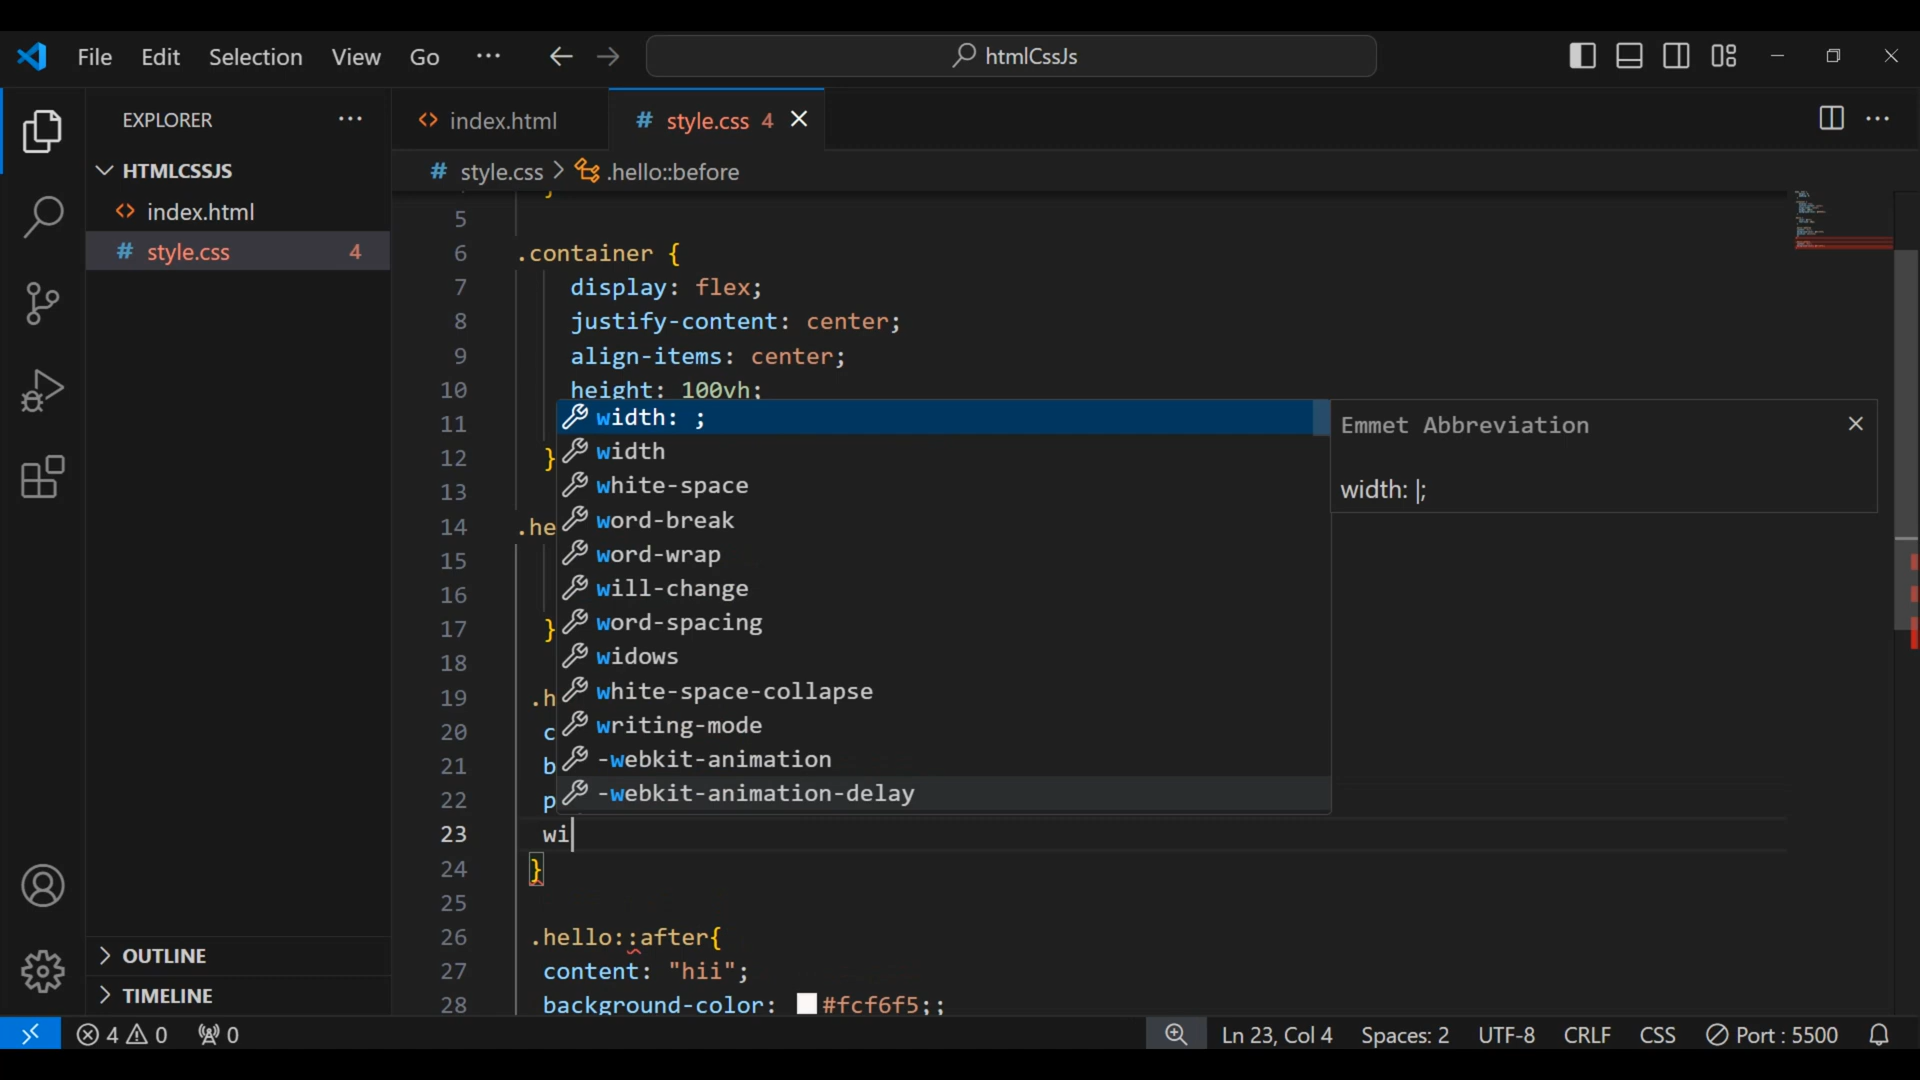 File Edit Selection View Go ··· htmlCssJs
EXPLORER ···
index.html
# style.css 4
HTMLCSSJS
# style.css > .hello::before
index.html
# style.css 4
5
6 .container {
7 display: flex;
8 justify-content: center;
9 align-items: center;
10 height: 100vh;
11
12 }
13
14 .he
15
16
17 }
18
19 .h
20 c
21 b
22 p
23 wi
24 }
25
26 .hello::after{
27 content: "hii";
28 background-color: #fcf6f5;;
width: ;
width
white-space
word-break
word-wrap
will-change
word-spacing
widows
white-space-collapse
writing-mode
-webkit-animation
-webkit-animation-delay
Emmet Abbreviation
width: |;
OUTLINE
TIMELINE
4 0 0 Ln 23, Col 4 Spaces: 2 UTF-8 CRLF CSS Port : 5500